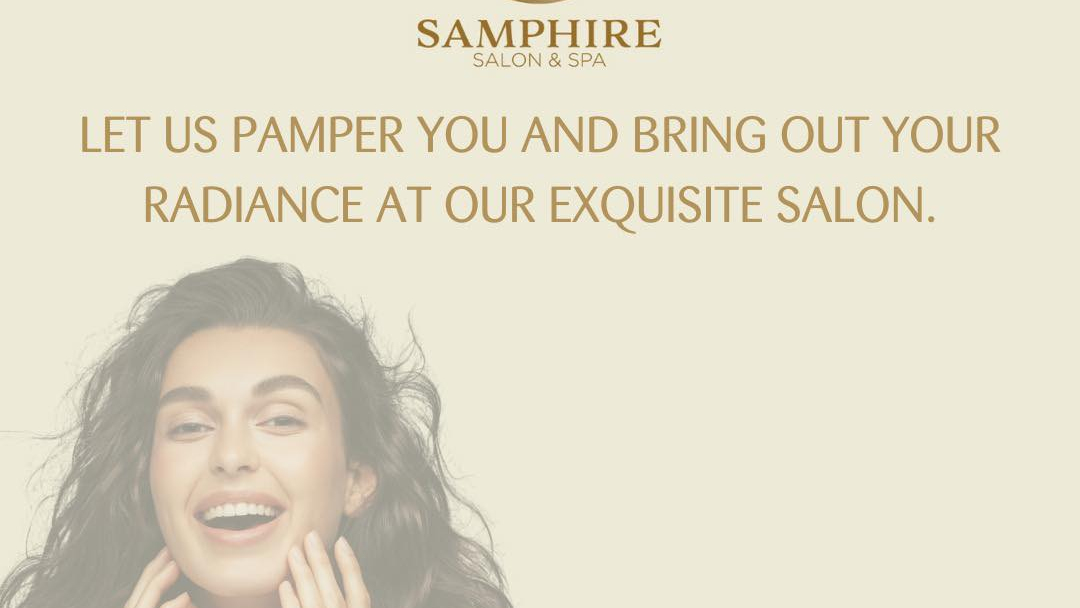 SAMPHIRE
SALON & SPA
LET US PAMPER YOU AND BRING OUT YOUR
RADIANCE AT OUR EXQUISITE SALON.